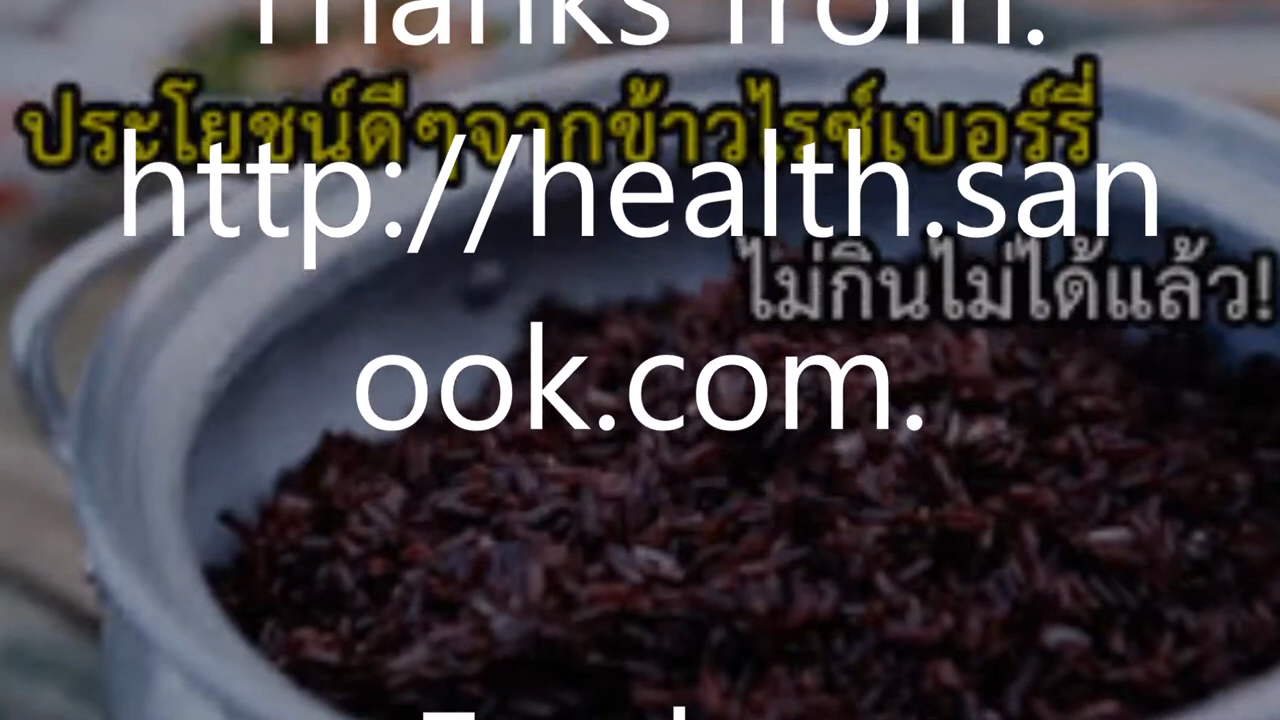 Thanks from.
ประโยชน์ดีๆจากข้าวไรซ์เบอร์รี่
http://health.san
ไม่กินไม่ได้แล้ว!
ook.com.